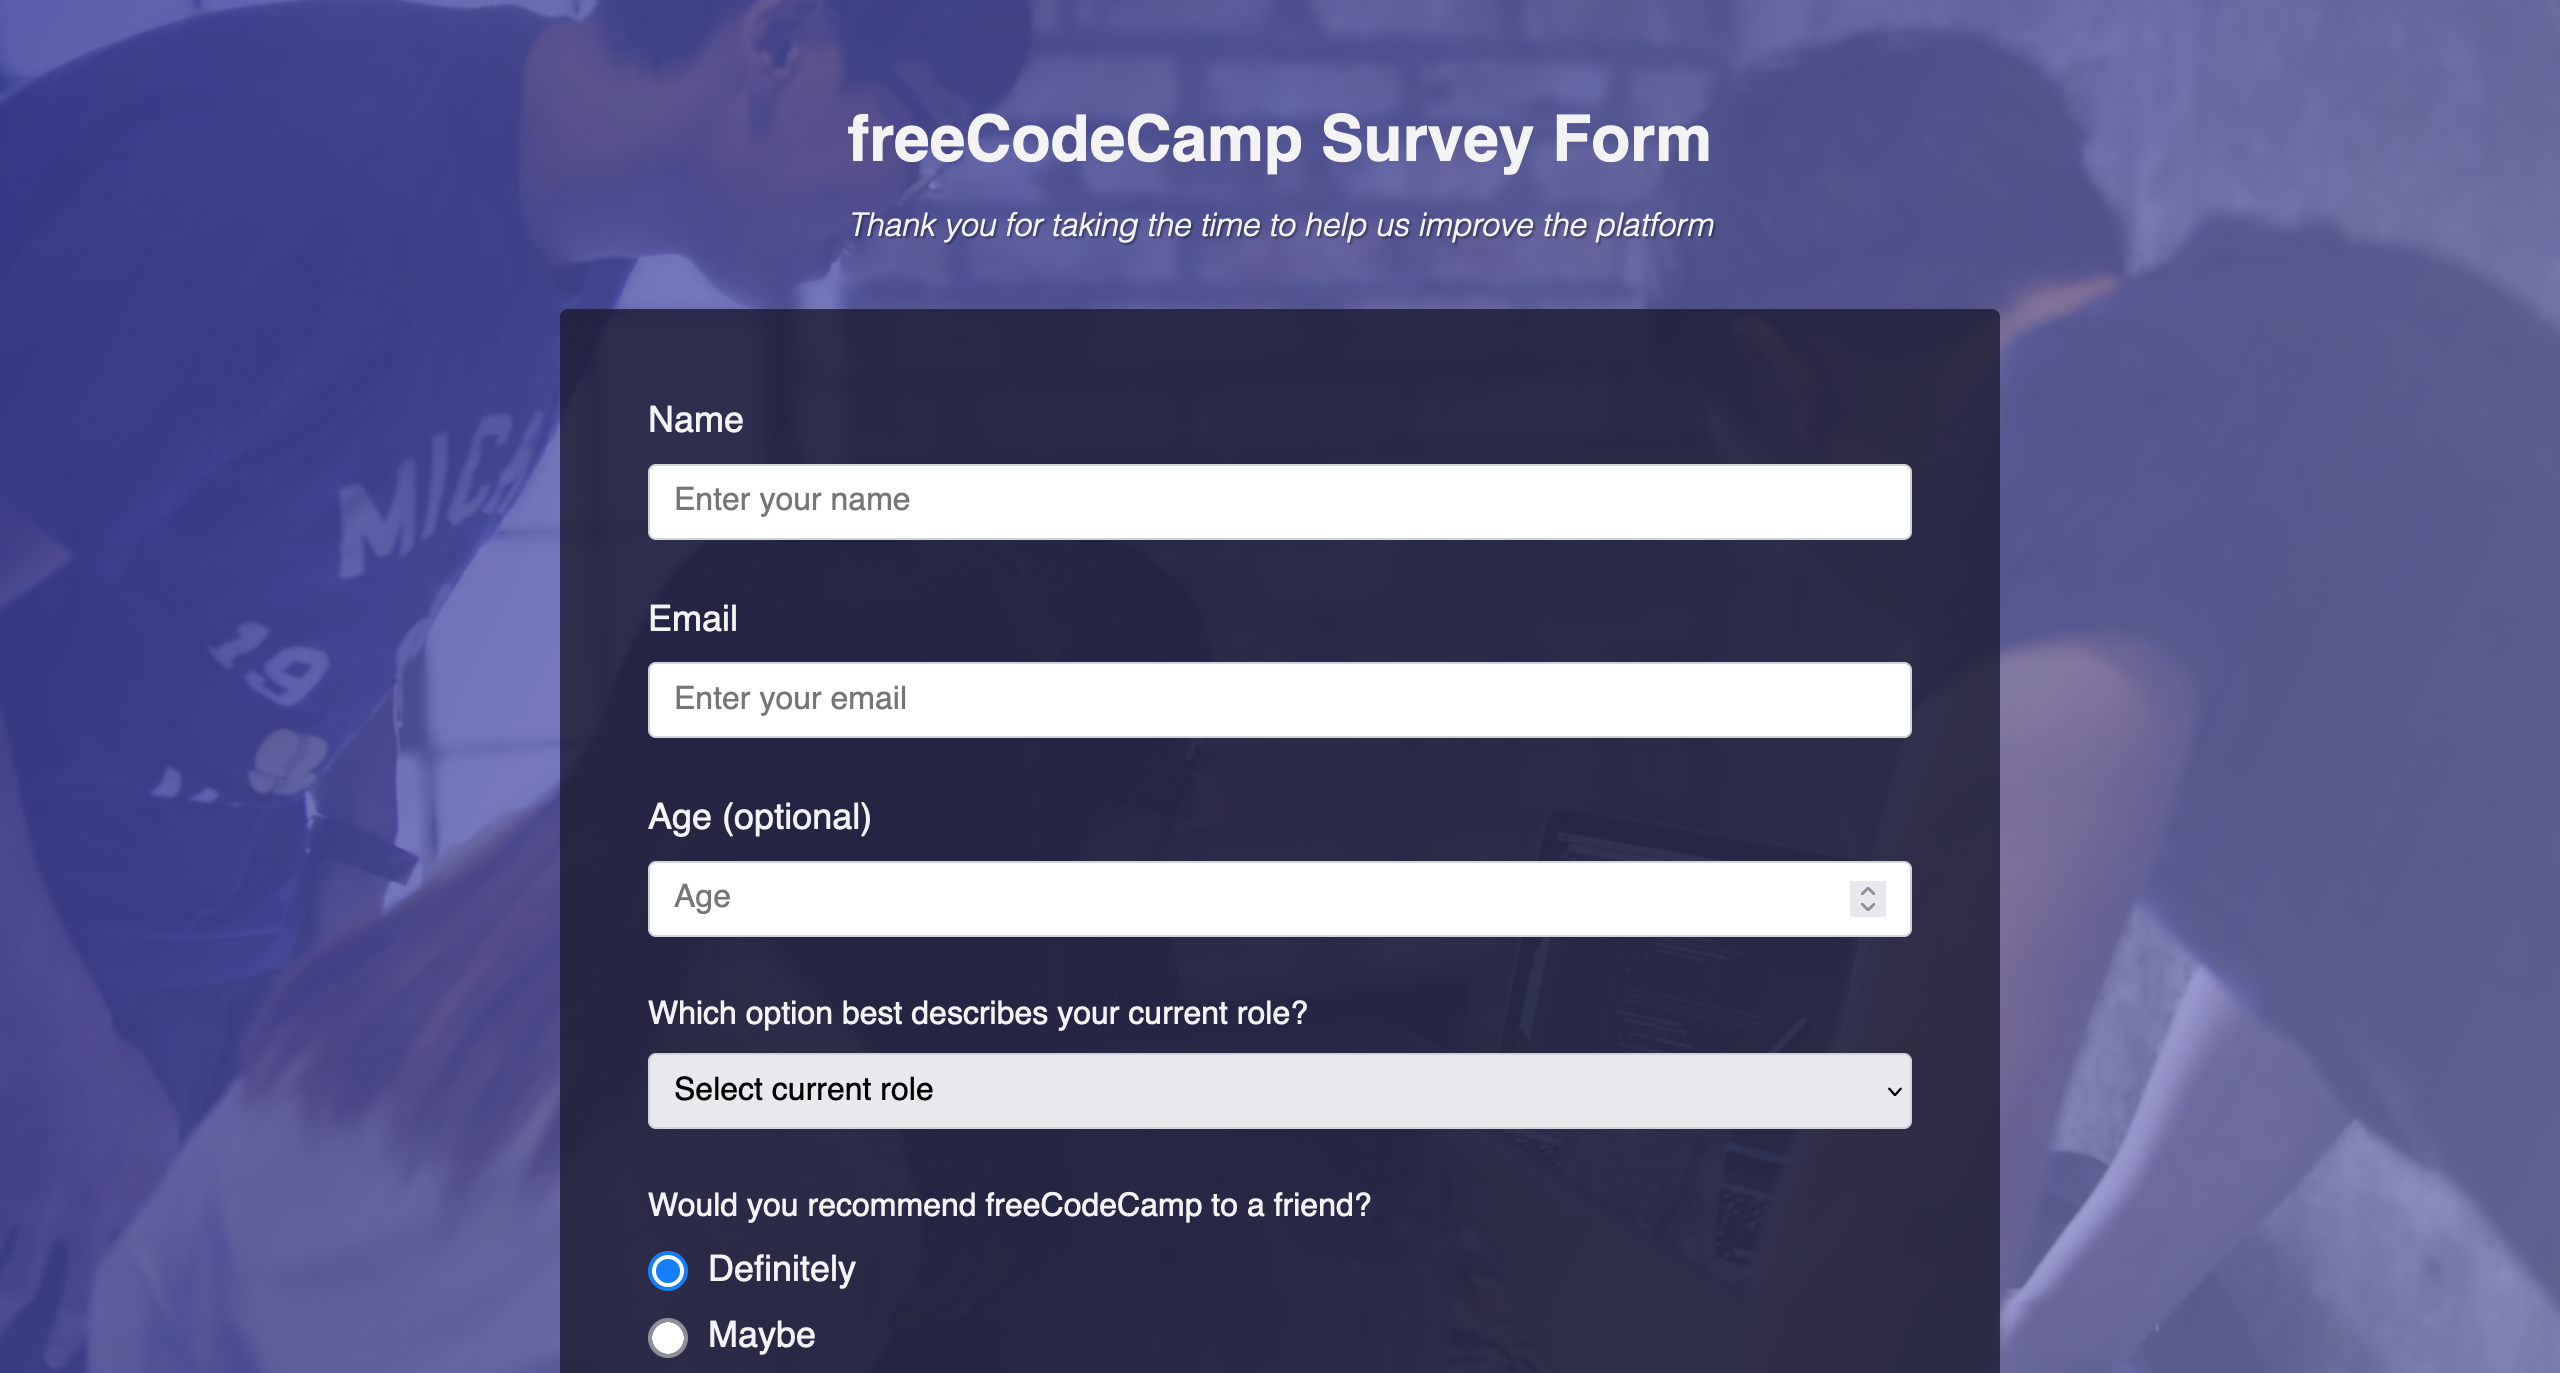 freeCodeCamp Survey Form
Thank you for taking the time to help us improve the platform
Name
Enter your name
Email
Enter your email
Age (optional)
Age
Which option best describes your current role?
Select current role
Would you recommend freeCodeCamp to a friend?
Definitely
Maybe
MICH
19